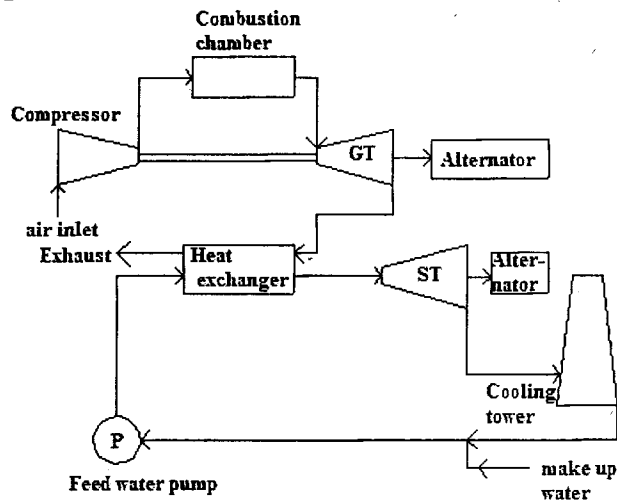 Combustion
chamber
Compressor
GT
Alternator
air inlet
Exhaust
Heat
exchanger
ST
Alter-
nator
Cooling
tower
P
Feed water pump
make up
water